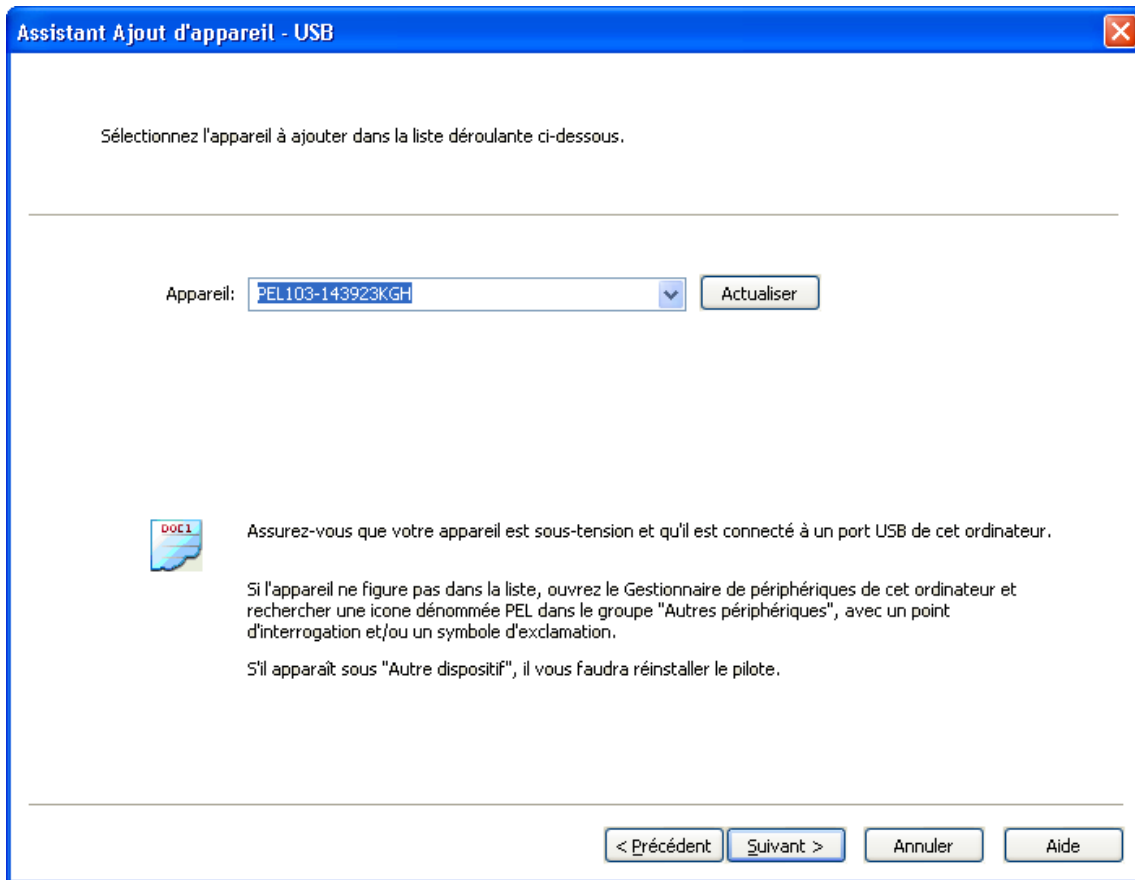 Assistant Ajout d'appareil - USB
Sélectionnez l'appareil à ajouter dans la liste déroulante ci-dessous.
Appareil: PEL103-143923KGH Actualiser
DOC1
Assurez-vous que votre appareil est sous-tension et qu'il est connecté à un port USB de cet ordinateur.
Si l'appareil ne figure pas dans la liste, ouvrez le Gestionnaire de périphériques de cet ordinateur et
rechercher une icone dénommée PEL dans le groupe "Autres périphériques", avec un point
d'interrogation et/ou un symbole d'exclamation.
S'il apparaît sous "Autre dispositif", il vous faudra réinstaller le pilote.
< Précédent Suivant > Annuler Aide